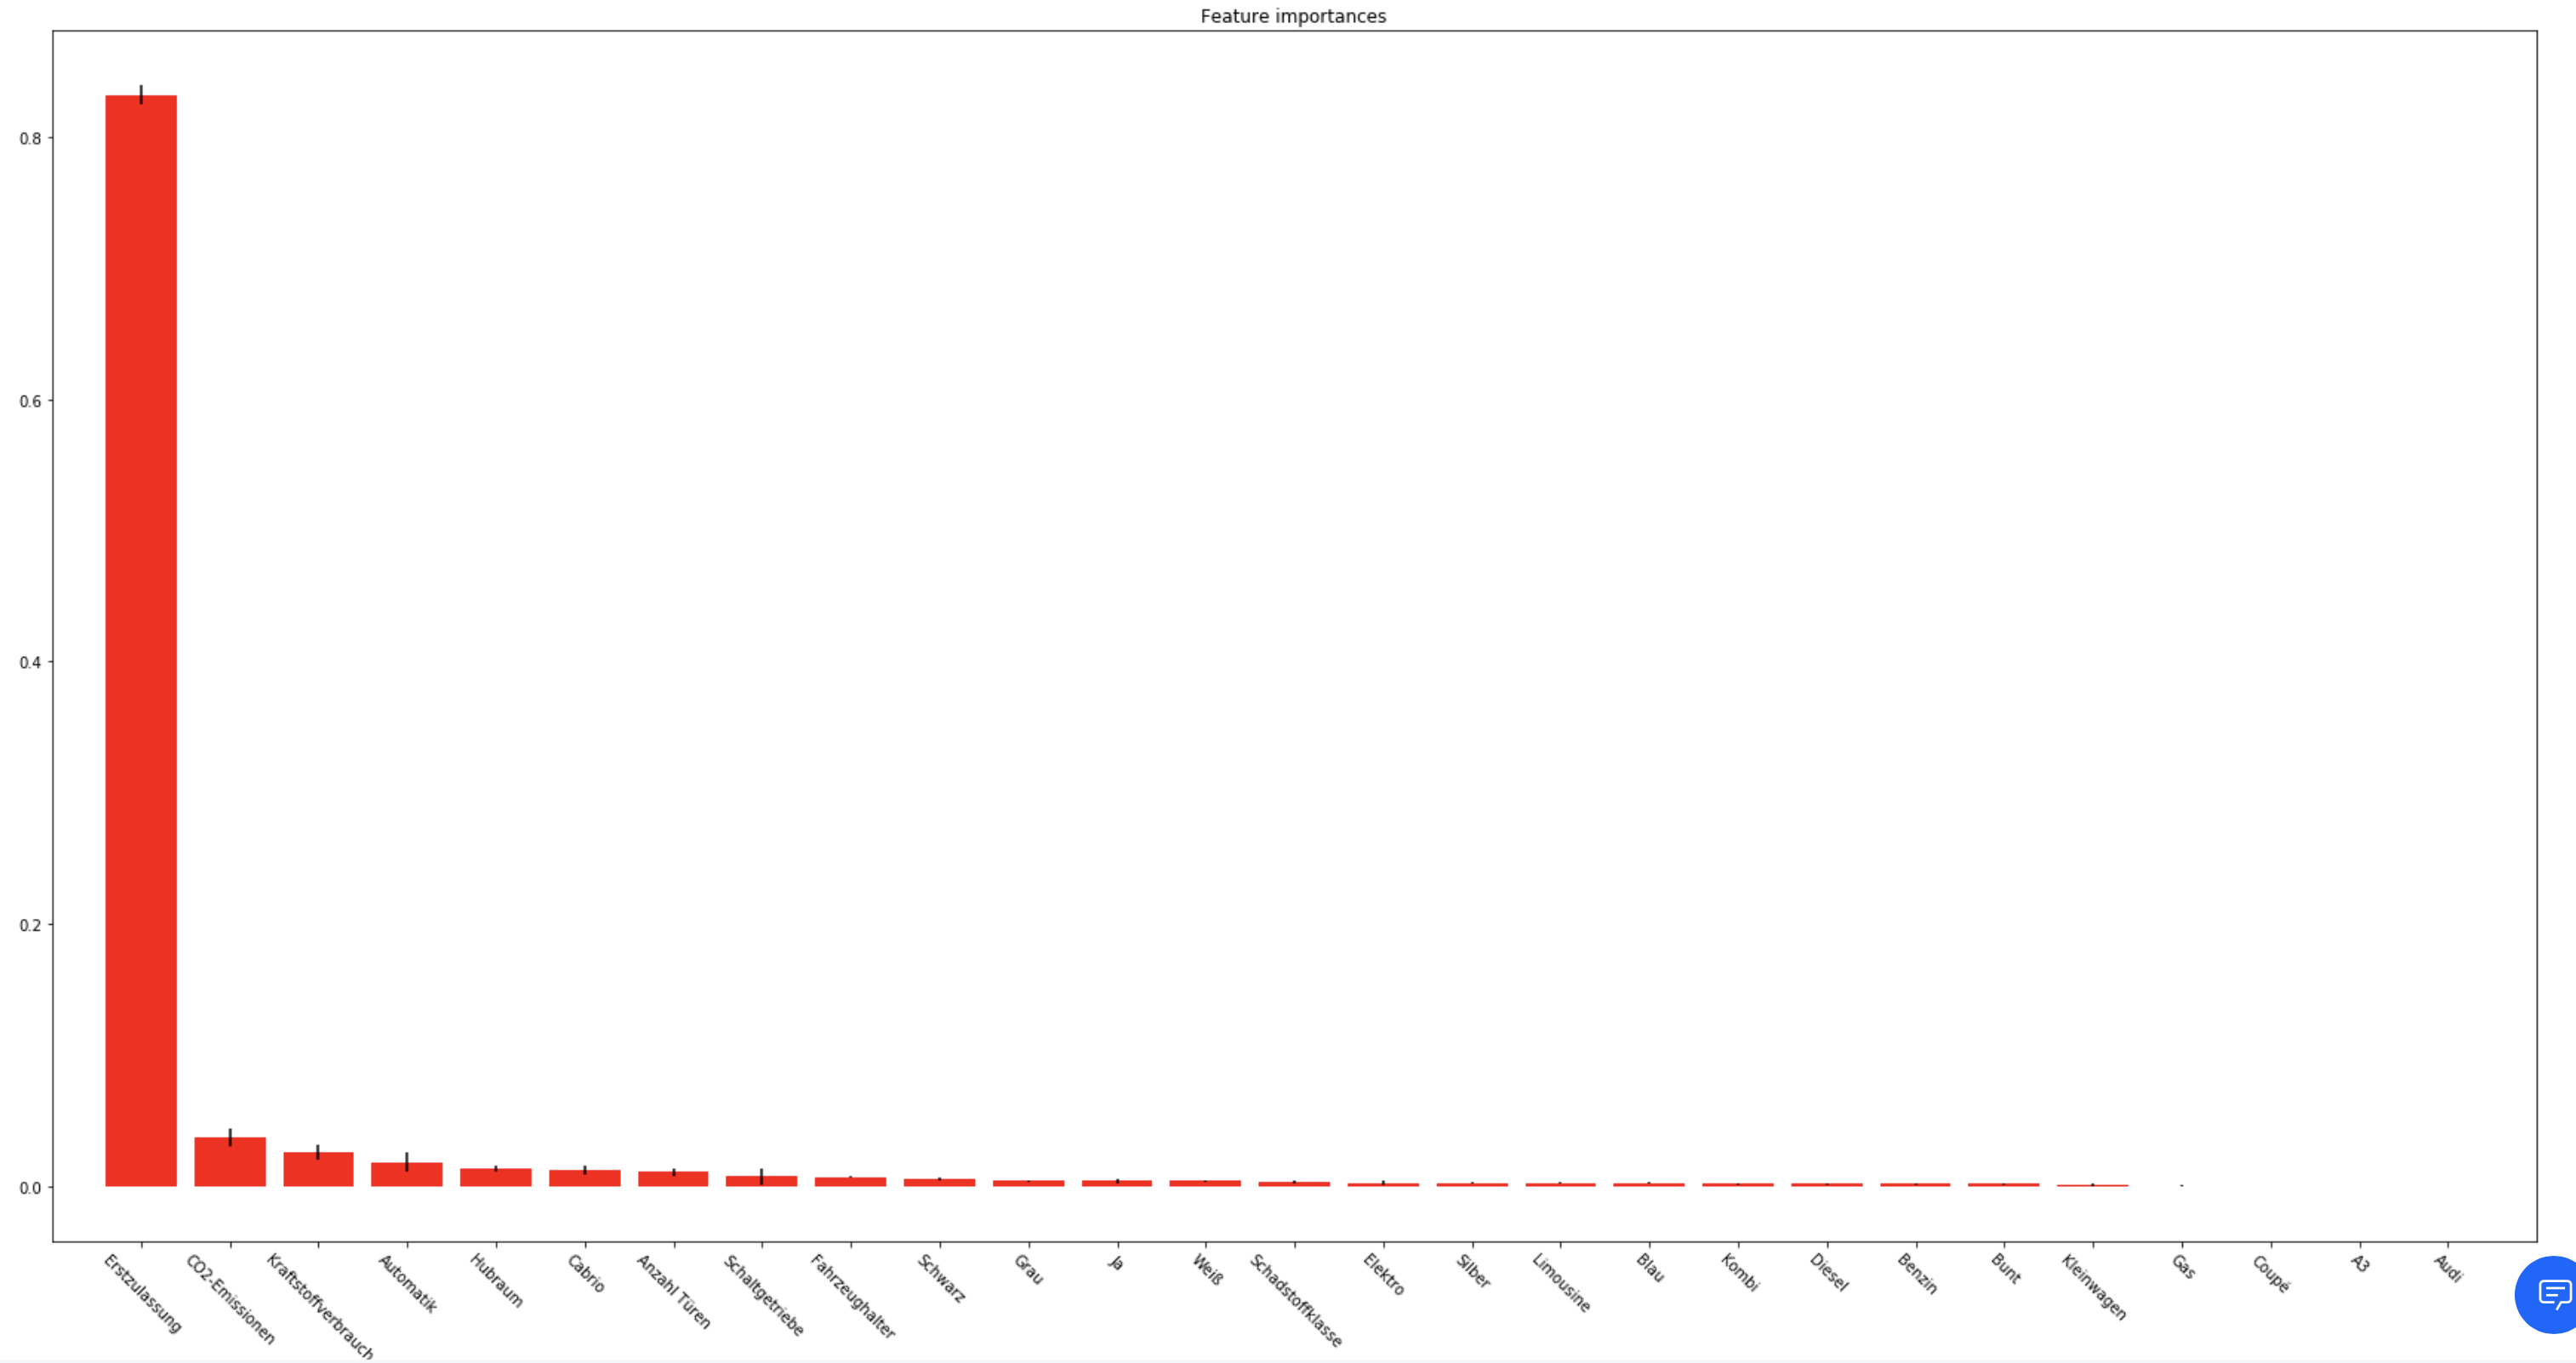 Feature importances
0.8
0.6
0.4
0.2
0.0
Erstzulassung
CO2-Emissionen
Kraftstoffverbrauch
Automatik
Hubraum
Cabrio
Anzahl Türen
Schaltgetriebe
Fahrzeughalter
Schwarz
Grau
Ja
Weiß
Schadstoffklasse
Elektro
Silber
Limousine
Blau
Kombi
Diesel
Benzin
Bunt
Kleinwagen
Gas
Coupé
A3
Audi